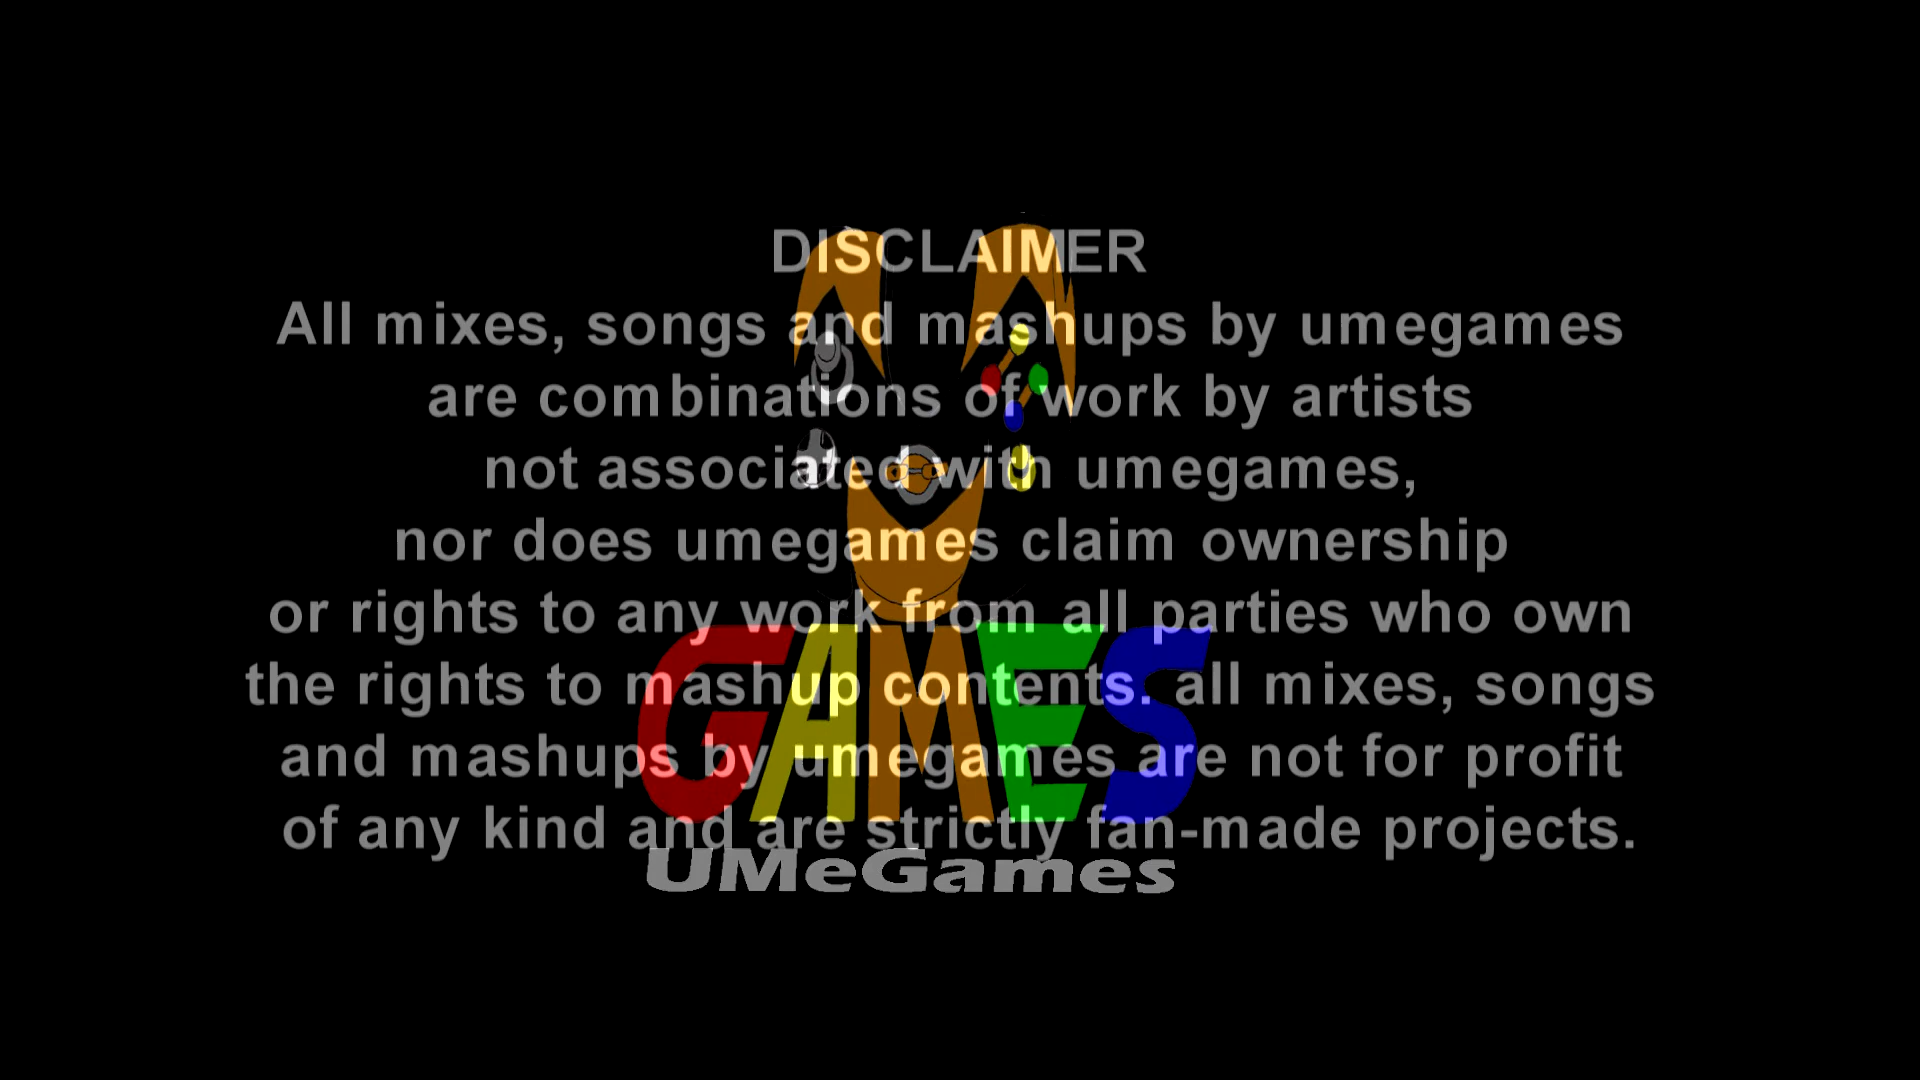 DISCLAIMER
All mixes, songs and mashups by umegames
are combinations of work by artists
not associated with umegames,
nor does umegames claim ownership
or rights to any work from all parties who own
the rights to mashup contents. all mixes, songs
and mashups by umegames are not for profit
of any kind and are strictly fan-made projects.
GAMES
UMeGames